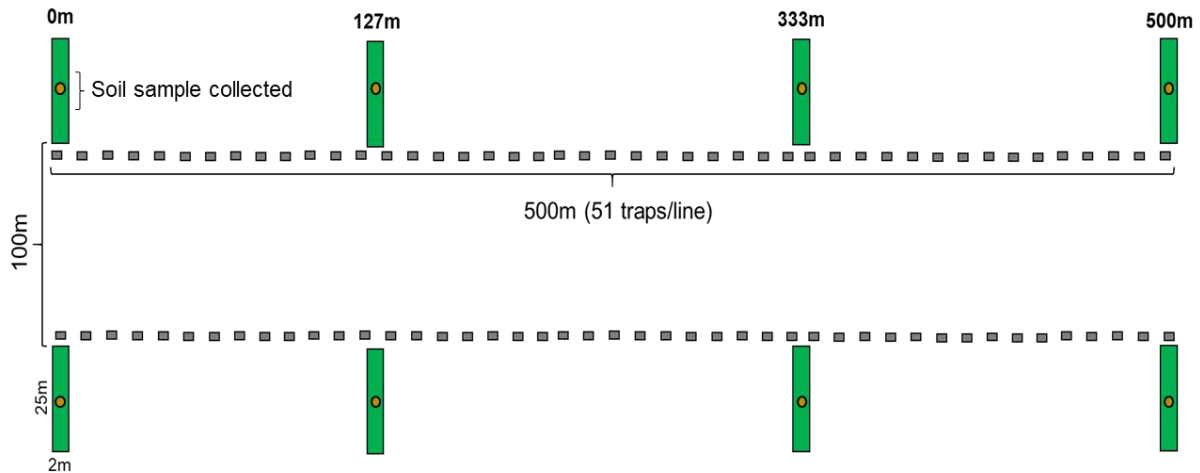 0m
127m
333m
500m
Soil sample collected
500m (51 traps/line)
100m
25m
2m